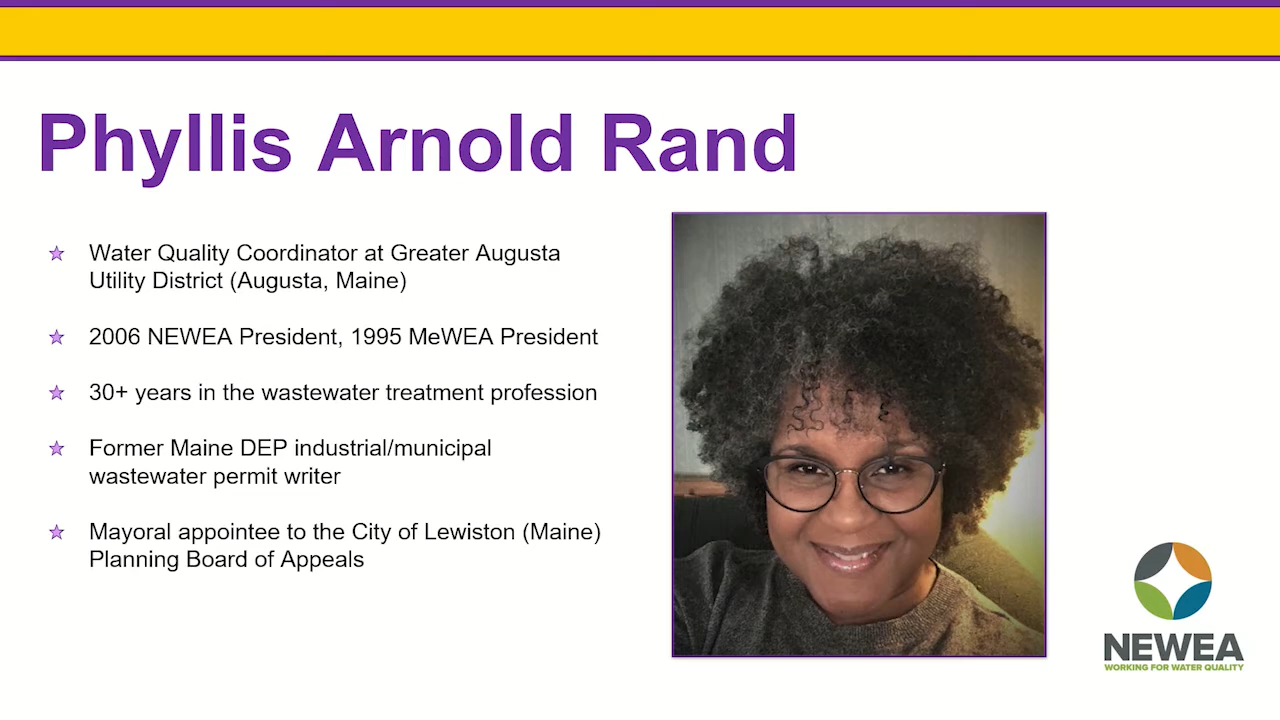 Phyllis Arnold Rand
Water Quality Coordinator at Greater Augusta
Utility District (Augusta, Maine)
2006 NEWEA President, 1995 MeWEA President
30+ years in the wastewater treatment profession
Former Maine DEP industrial/municipal
wastewater permit writer
Mayoral appointee to the City of Lewiston (Maine)
Planning Board of Appeals
NEWEA
WORKING FOR WATER QUALITY